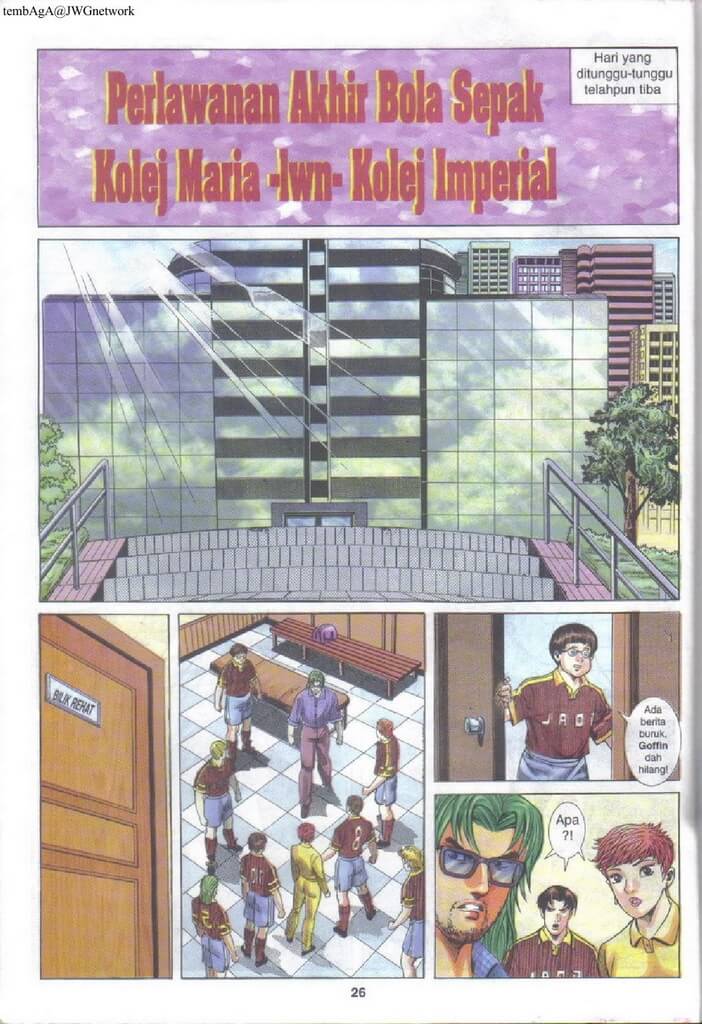 tembAgA@JWGnetwork
Hari yang
ditunggu-tunggu
telahpun tiba
Perlawanan Akhir Bola Sepak
Kolej Maria -lwn- Kolej Imperial
BILIK REHAT
8
Ada
berita
buruk.
Goffin
dah
hilang!
Apa
?!
26